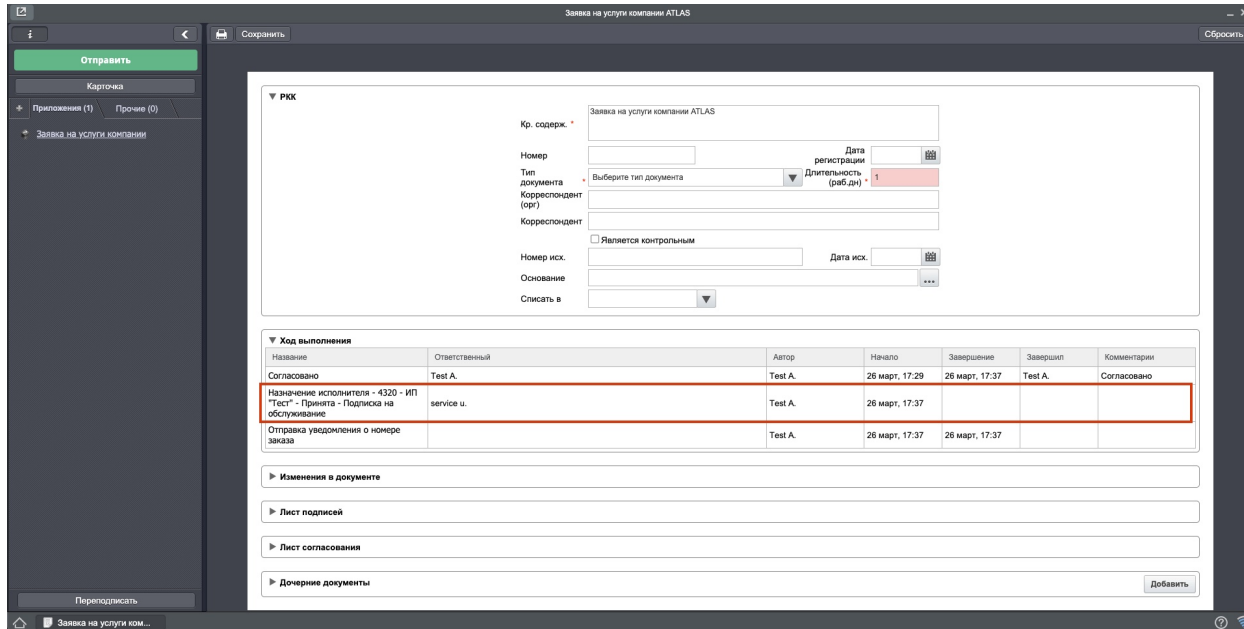 Заявка на услуги компании ATLAS
Сохранить
Сбросить
Отправить
Карточка
Приложения (1) Прочие (0)
Заявка на услуги компании
РКК
Кр. содерж. * Заявка на услуги компании ATLAS
Номер Дата
регистрации
Тип
документа * Выберите тип документа Длительность
(раб.дн) * 1
Корреспондент
(орг)
Корреспондент
Является контрольным
Номер исх. Дата исх.
Основание ...
Списать в
Ход выполнения
Название Ответственный Автор Начало Завершение Завершил Комментарии
Согласовано Test A. Test A. 26 март, 17:29 26 март, 17:37 Test A. Согласовано
Назначение исполнителя - 4320 - ИП
"Тест" - Принята - Подписка на
обслуживание
service u. Test A. 26 март, 17:37
Отправка уведомления о номере
заказа
Test A. 26 март, 17:37 26 март, 17:37
Изменения в документе
Лист подписей
Лист согласования
Дочерние документы Добавить
Переподписать
Заявка на услуги ком...